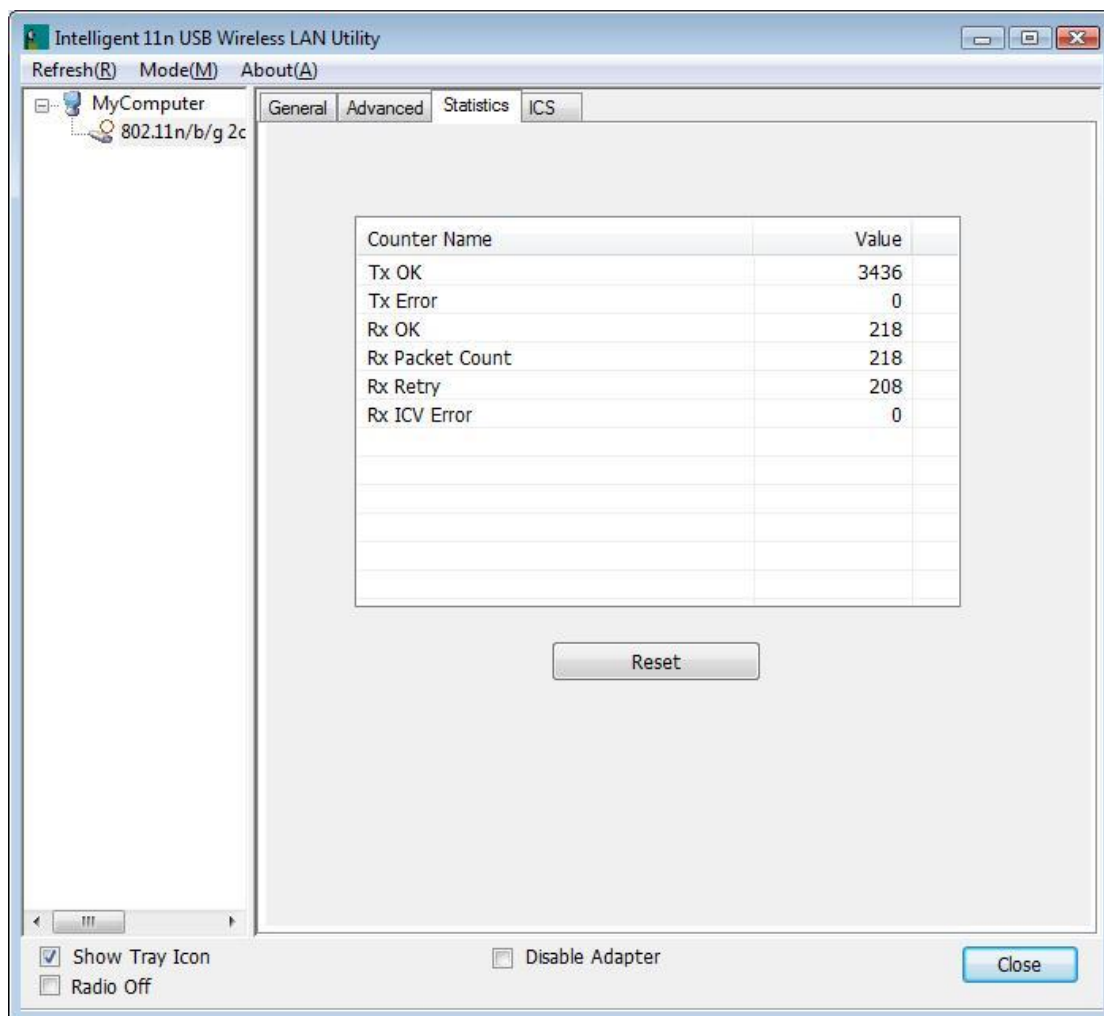 Intelligent 11n USB Wireless LAN Utility
Refresh(R) Mode(M) About(A)
MyComputer
802.11n/b/g 2c
General Advanced Statistics ICS
Counter Name Value
Tx OK 3436
Tx Error 0
Rx OK 218
Rx Packet Count 218
Rx Retry 208
Rx ICV Error 0
Reset
Show Tray Icon
Radio Off
Disable Adapter
Close